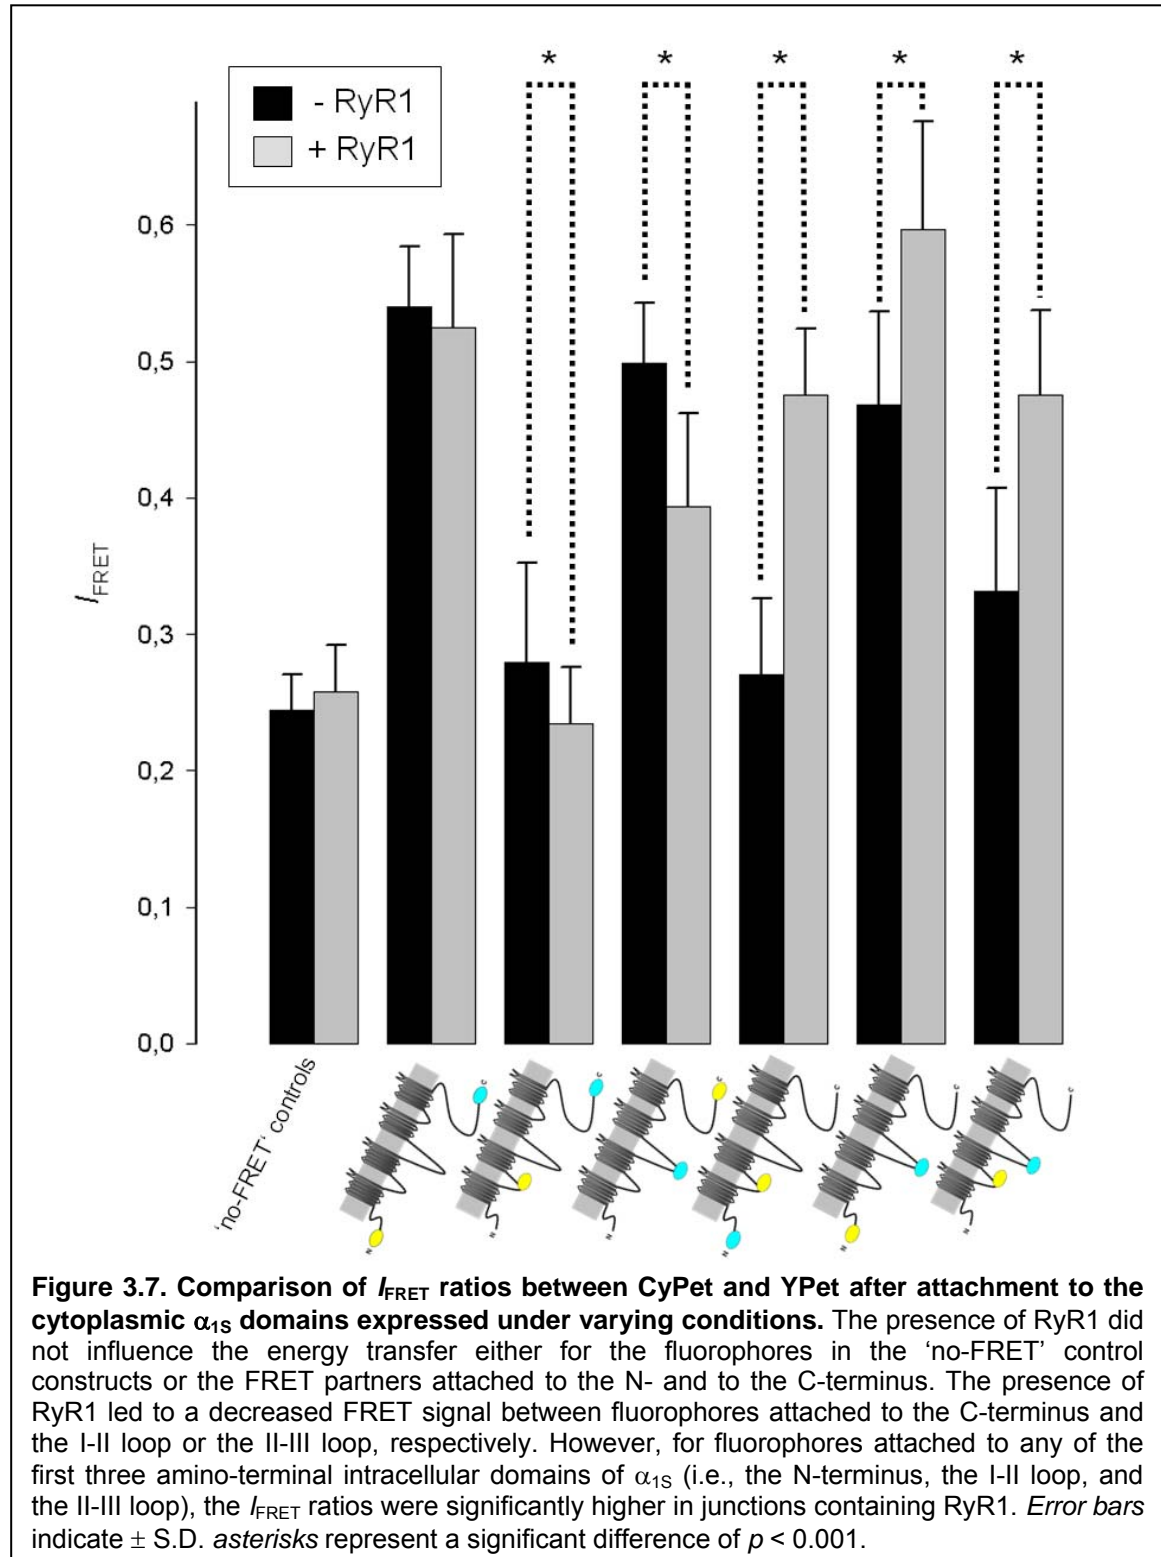 * * * * *
- RyR1
+ RyR1
0,6
0,5
0,4
0,3
0,2
0,1
0,0
I_FRET
'no-FRET' controls
N C
N C
N C
N C
N C
N C
Figure 3.7. Comparison of I_FRET ratios between CyPet and YPet after attachment to the
cytoplasmic α1S domains expressed under varying conditions. The presence of RyR1 did
not influence the energy transfer either for the fluorophores in the 'no-FRET' control
constructs or the FRET partners attached to the N- and to the C-terminus. The presence of
RyR1 led to a decreased FRET signal between fluorophores attached to the C-terminus and
the I-II loop or the II-III loop, respectively. However, for fluorophores attached to any of the
first three amino-terminal intracellular domains of α1S (i.e., the N-terminus, the I-II loop, and
the II-III loop), the I_FRET ratios were significantly higher in junctions containing RyR1. Error bars
indicate ± S.D. asterisks represent a significant difference of p < 0.001.